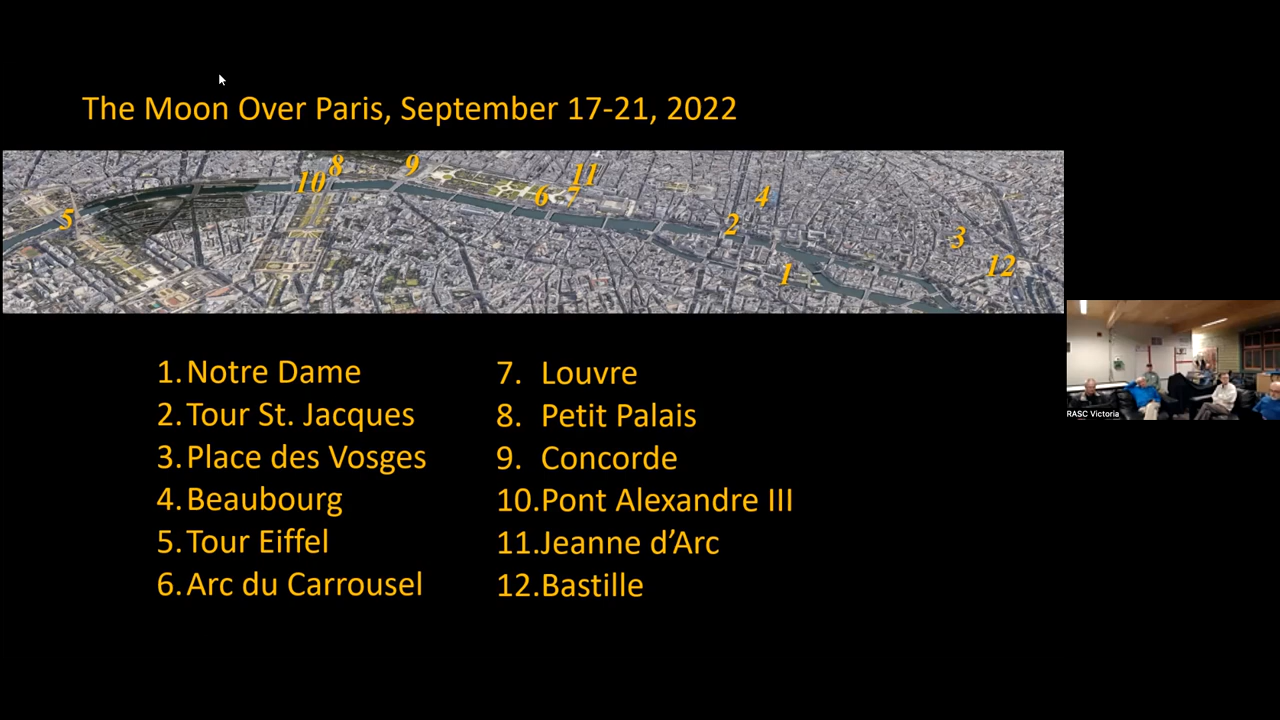 The Moon Over Paris, September 17-21, 2022
8
9
10
11
6
7
4
5
2
3
12
1
1. Notre Dame
2. Tour St. Jacques
3. Place des Vosges
4. Beaubourg
5. Tour Eiffel
6. Arc du Carrousel
7. Louvre
8. Petit Palais
9. Concorde
10. Pont Alexandre III
11. Jeanne d’Arc
12. Bastille
RASC Victoria